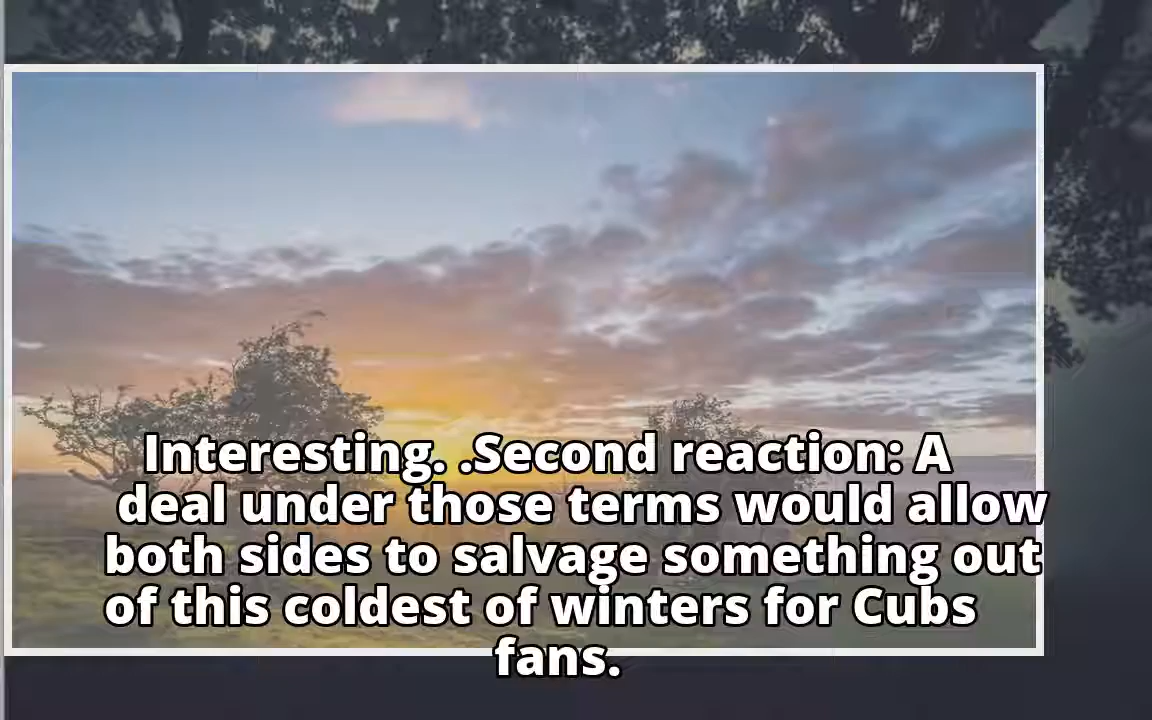 Interesting. .Second reaction: A
deal under those terms would allow
both sides to salvage something out
of this coldest of winters for Cubs
fans.